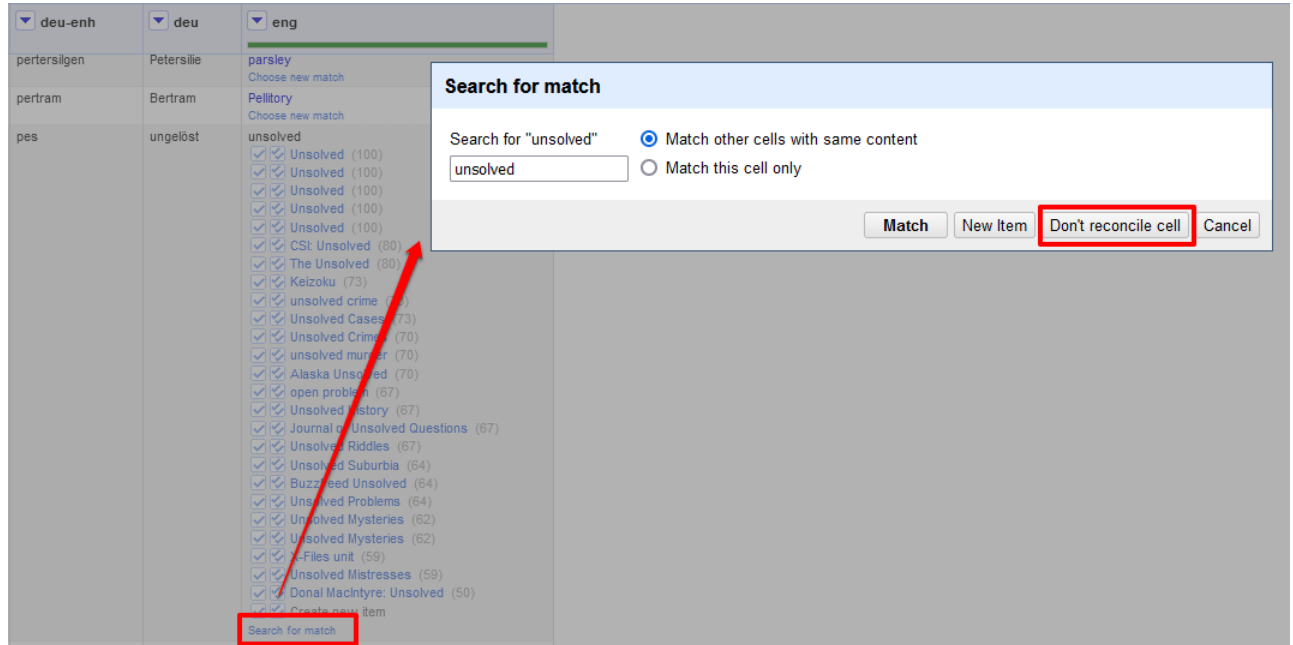 deu-enh deu eng
pertersilgen Petersilie parsley
Choose new match
pertram Bertram Pellitory
Choose new match
pes ungelöst unsolved
Unsolved (100)
Unsolved (100)
Unsolved (100)
Unsolved (100)
Unsolved (100)
CSI: Unsolved (80)
The Unsolved (80)
Keizoku (73)
unsolved crime
Unsolved Cases (73)
Unsolved Crimes (70)
unsolved murder (70)
Alaska Unsolved (70)
open problem (67)
Unsolved History (67)
Journal of Unsolved Questions (67)
Unsolved Riddles (67)
Unsolved Suburbia (64)
BuzzFeed Unsolved (64)
Unsolved Problems (64)
Unsolved Mysteries (62)
Unsolved Mysteries (62)
X-Files unit (59)
Unsolved Mistresses (59)
Donal MacIntyre: Unsolved (50)
Create new item
Search for match
Search for match
Search for "unsolved" Match other cells with same content
unsolved Match this cell only
Match New Item Don't reconcile cell Cancel